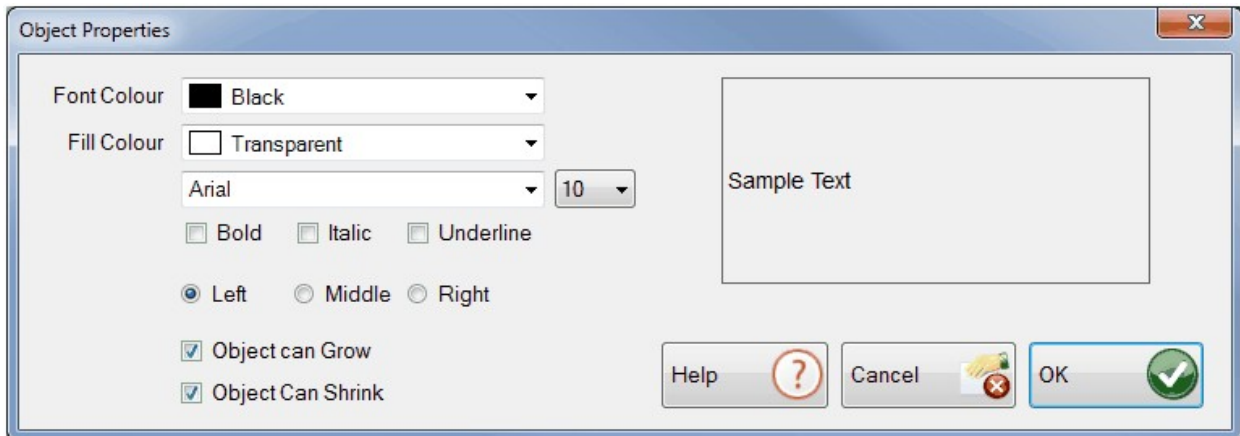 Object Properties
Font Colour Black
Fill Colour Transparent
Arial 10
Sample Text
Bold Italic Underline
Left Middle Right
Object can Grow
Object Can Shrink
Help ? Cancel OK